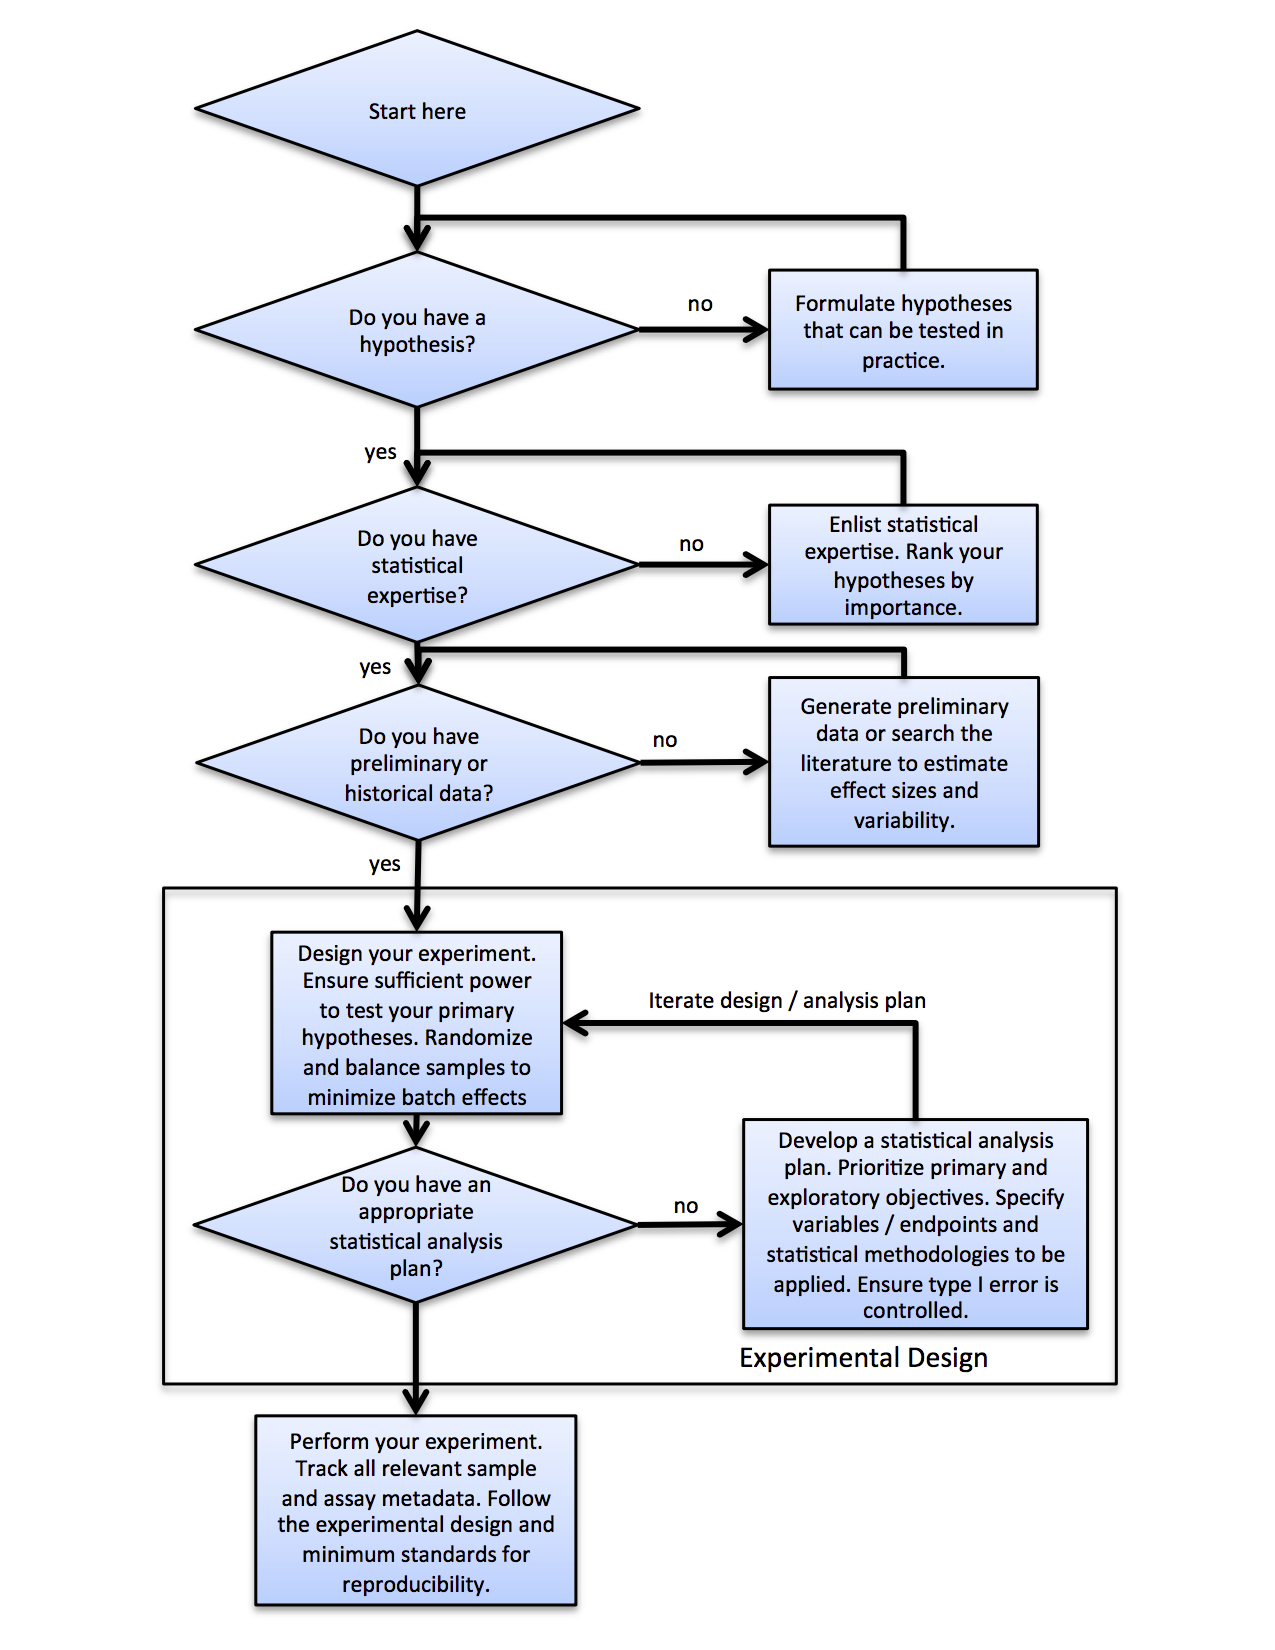 Start here
Do you have a
hypothesis?
no
Formulate hypotheses
that can be tested in
practice.
yes
Do you have
statistical
expertise?
no
Enlist statistical
expertise. Rank your
hypotheses by
importance.
yes
Do you have
preliminary or
historical data?
no
Generate preliminary
data or search the
literature to estimate
effect sizes and
variability.
yes
Design your experiment.
Ensure sufficient power
to test your primary
hypotheses. Randomize
and balance samples to
minimize batch effects
Iterate design / analysis plan
Do you have an
appropriate
statistical analysis
plan?
no
Develop a statistical analysis
plan. Prioritize primary and
exploratory objectives. Specify
variables / endpoints and
statistical methodologies to be
applied. Ensure type I error is
controlled.
Experimental Design
Perform your experiment.
Track all relevant sample
and assay metadata. Follow
the experimental design and
minimum standards for
reproducibility.